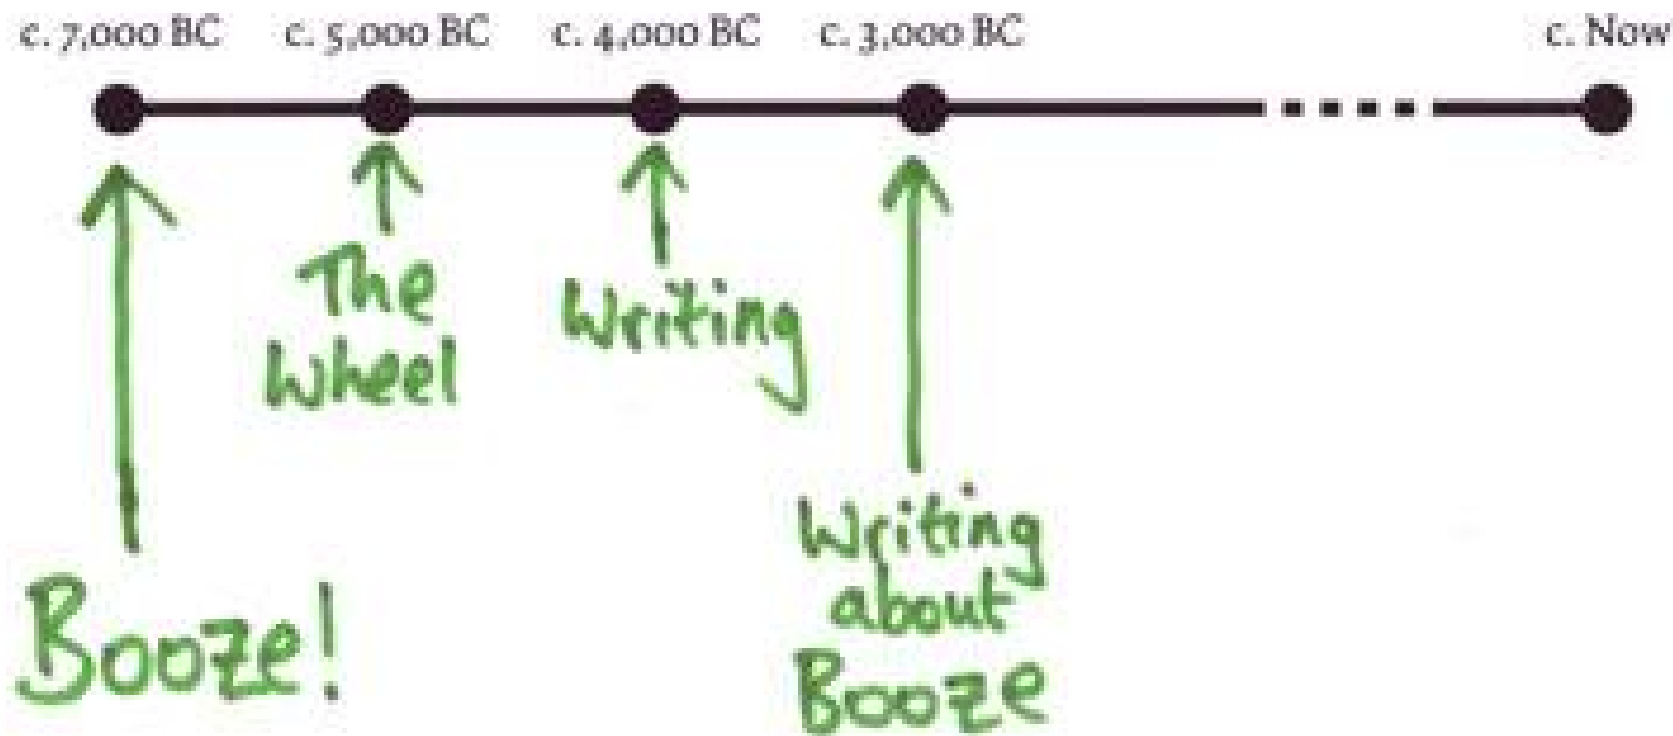 c. 7,000 BC c. 5,000 BC c. 4,000 BC c. 3,000 BC c. Now
The
Wheel
Writing
Writing
about
Booze
Booze!